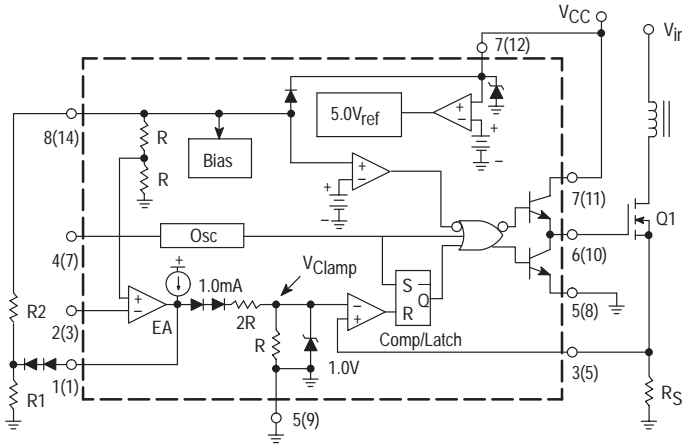 VCC
Vin
7(12)
5.0Vref
+
−
+
−
8(14)
R
Bias
R
+
−
+
−
7(11)
Q1
Osc
4(7)
6(10)
+
1.0mA
VClamp
S
Q
R
5(8)
+
−
EA
2R
−
+
R2
2(3)
R
Comp/Latch
1.0V
1(1)
3(5)
R1
5(9)
RS